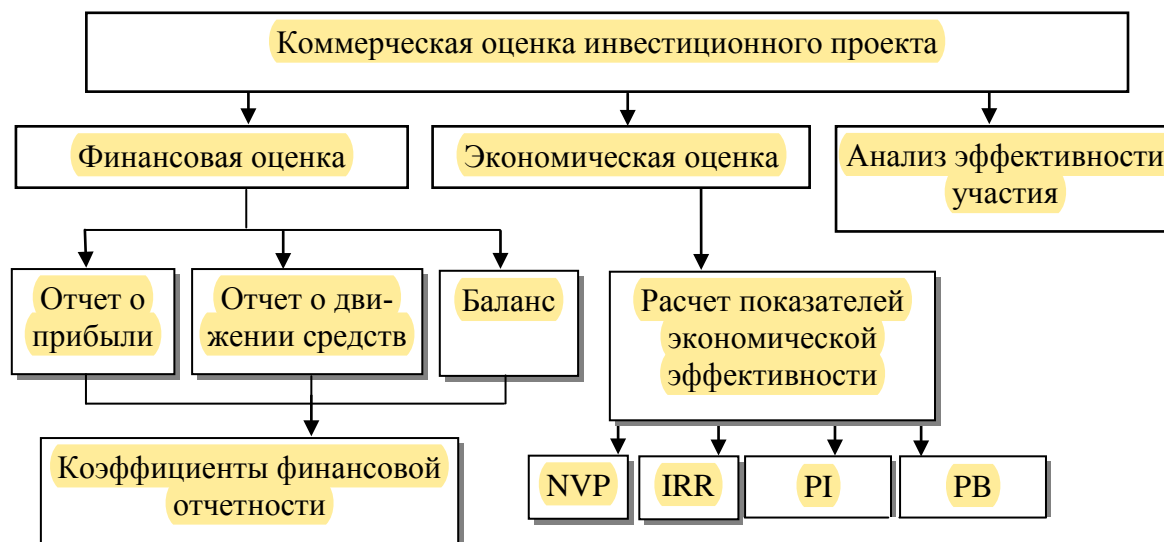 Коммерческая оценка инвестиционного проекта
Финансовая оценка
Экономическая оценка
Анализ эффективности
участия
Отчет о
прибыли
Отчет о дви-
жении средств
Баланс
Расчет показателей
экономической
эффективности
Коэффициенты финансовой
отчетности
NVP
IRR
PI
PB